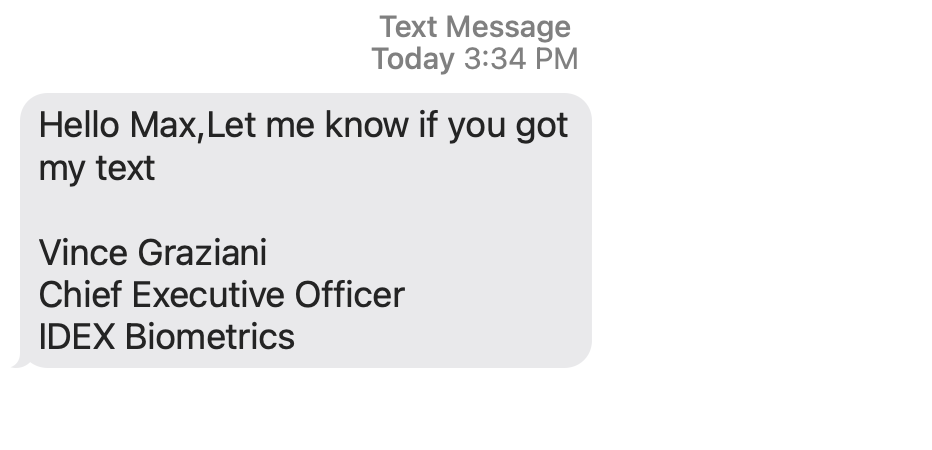 Text Message
Today 3:34 PM
Hello Max,Let me know if you got
my text
Vince Graziani
Chief Executive Officer
IDEX Biometrics